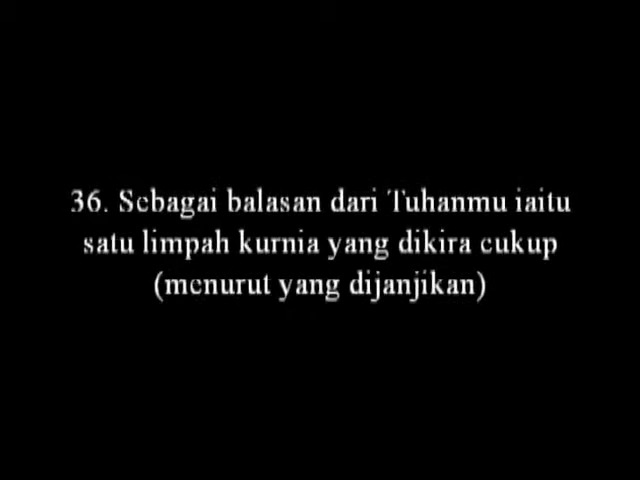 36. Sebagai balasan dari Tuhanmu iaitu
satu limpah kurnia yang dikira cukup
(menurut yang dijanjikan)